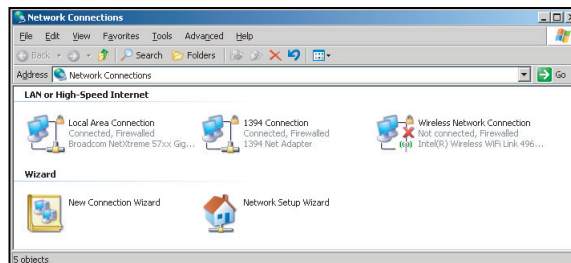 Network Connections
File Edit View Favorites Tools Advanced Help
Back Search Folders
Address Network Connections Go
LAN or High-Speed Internet
Local Area Connection
Connected, Firewalled
Broadcom NetXtreme 57xx Gig...
1394 Connection
Connected, Firewalled
1394 Net Adapter
Wireless Network Connection
Not connected, Firewalled
Intel(R) Wireless WiFi Link 496...
Wizard
New Connection Wizard
Network Setup Wizard
5 objects